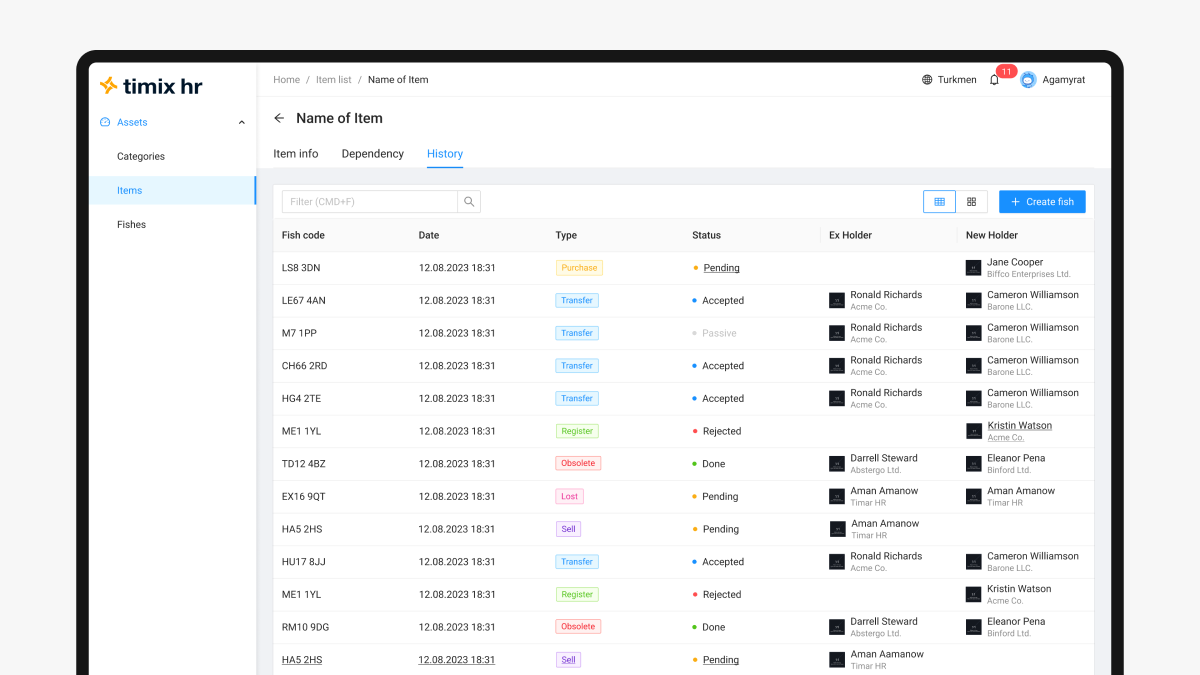 timix hr
Home / Item list / Name of Item
Turkmen
11
Agamyrat
Assets
Categories
Items
Fishes
Name of Item
Item info Dependency History
Filter (CMD+F)
Create fish
Fish code Date Type Status Ex Holder New Holder
LS8 3DN 12.08.2023 18:31 Purchase Pending Jane Cooper
Biffco Enterprises Ltd.
LE67 4AN 12.08.2023 18:31 Transfer Accepted Ronald Richards Cameron Williamson
Acme Co. Barone LLC.
M7 1PP 12.08.2023 18:31 Transfer Passive Ronald Richards Cameron Williamson
Acme Co. Barone LLC.
CH66 2RD 12.08.2023 18:31 Transfer Accepted Ronald Richards Cameron Williamson
Acme Co. Barone LLC.
HG4 2TE 12.08.2023 18:31 Transfer Accepted Ronald Richards Cameron Williamson
Acme Co. Barone LLC.
ME1 1YL 12.08.2023 18:31 Register Rejected Kristin Watson
Acme Co.
TD12 4BZ 12.08.2023 18:31 Obsolete Done Darrell Steward Eleanor Pena
Abstergo Ltd. Binford Ltd.
EX16 9QT 12.08.2023 18:31 Lost Pending Aman Amanow Aman Amanow
Timar HR Timar HR
HA5 2HS 12.08.2023 18:31 Sell Pending Aman Amanow
Timar HR
HU17 8JJ 12.08.2023 18:31 Transfer Accepted Ronald Richards Cameron Williamson
Acme Co. Barone LLC.
ME1 1YL 12.08.2023 18:31 Register Rejected Kristin Watson
Acme Co.
RM10 9DG 12.08.2023 18:31 Obsolete Done Darrell Steward Eleanor Pena
Abstergo Ltd. Binford Ltd.
HA5 2HS 12.08.2023 18:31 Sell Pending Aman Aamanow
Timar HR